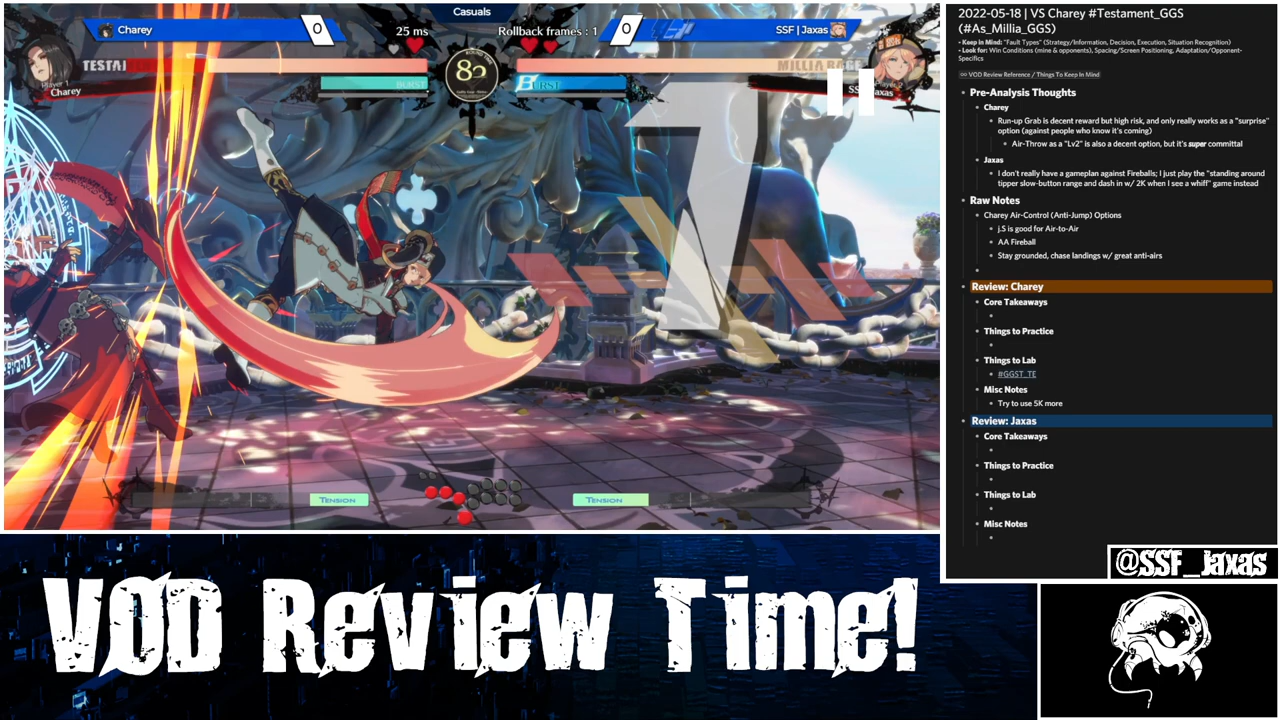 Casuals
Charey
0
25 ms
Rollback frames : 1
0
SSF | Jaxas
TESTAMENT
MILLIA RAGE
Player 1
Charey
BURST
BURST
Player 2
2022-05-18 | VS Charey #Testament_GGS
(#As_Millia_GGS)
• Keep in Mind: "Fault Types" (Strategy/Information, Decision, Execution, Situation Recognition)
• Look for: Win Conditions (mine & opponents), Spacing/Screen Positioning, Adaptation/Opponent-
Specifics
VOD Review Reference / Things To Keep In Mind
Pre-Analysis Thoughts
Charey
Run-up Grab is decent reward but high risk, and only really works as a "surprise"
option (against people who know it's coming)
Air-Throw as a "Lv2" is also a decent option, but it's super committal
Jaxas
I don't really have a gameplan against Fireballs; I just play the "standing around
tipper slow-button range and dash in w/ 2K when I see a whiff" game instead
Raw Notes
Charey Air-Control (Anti-Jump) Options
j.S is good for Air-to-Air
AA Fireball
Stay grounded, chase landings w/ great anti-airs
Review: Charey
Core Takeaways
Things to Practice
Things to Lab
#GGST_TE
Misc Notes
Try to use 5K more
Review: Jaxas
Core Takeaways
Things to Practice
Things to Lab
Misc Notes
TENSION
TENSION
@SSF_Jaxas
VOD Review Time!